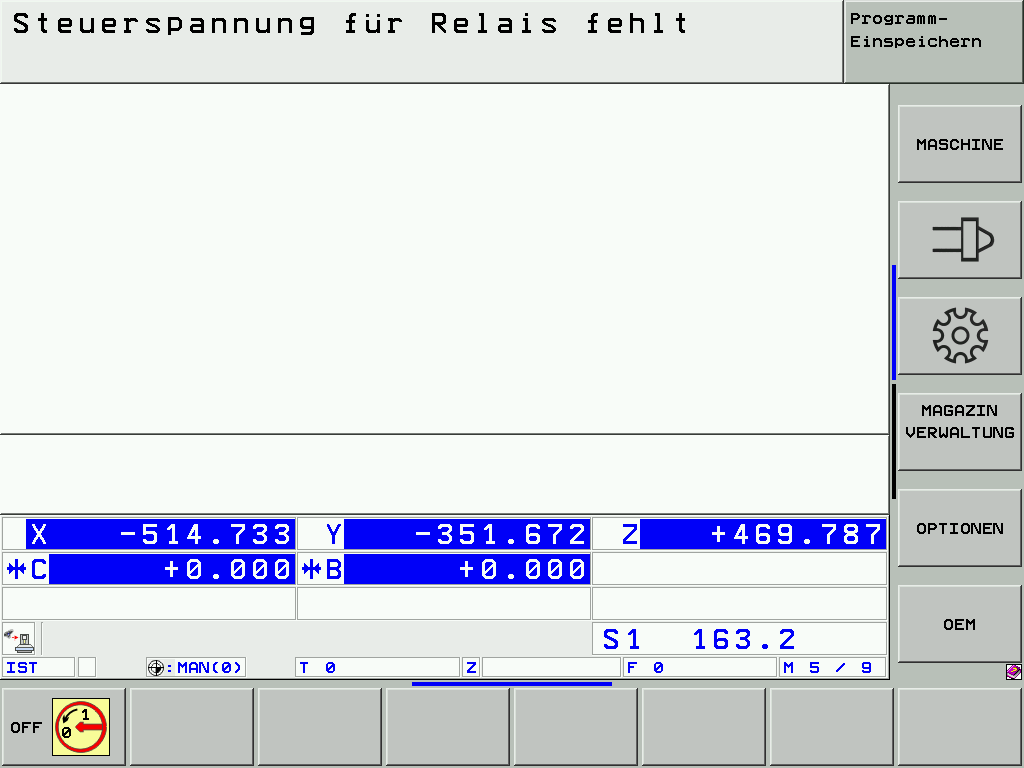 Steuerspannung für Relais fehlt
Programm-
Einspeichern
MASCHINE
MAGAZIN
VERWALTUNG
OPTIONEN
OEM
X -514.733 Y -351.672 Z +469.787
C +0.000 B +0.000
S1 163.2
IST :MAN(0) T 0 Z F 0 M 5 / 9
OFF 1
0